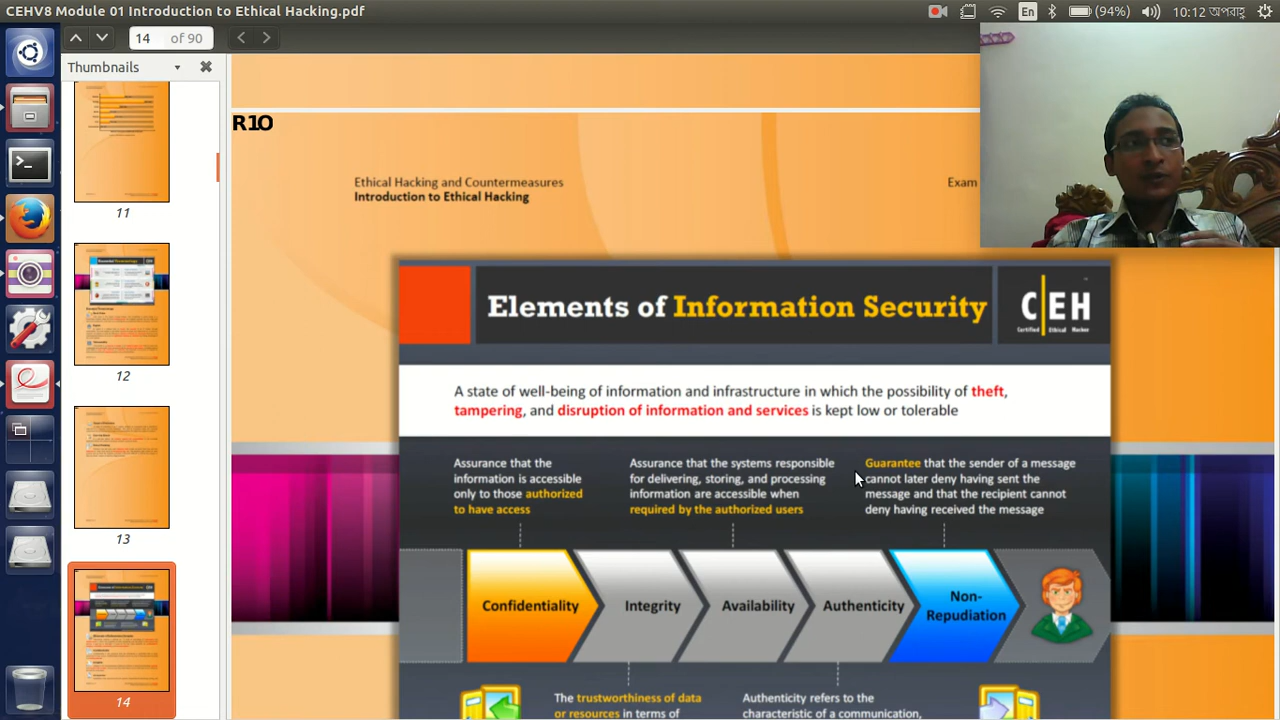 CEHV8 Module 01 Introduction to Ethical Hacking.pdf
En
(94%)
10:12 অপরাহ্ণ
14 of 90
Thumbnails
11
12
13
14
R10
Ethical Hacking and Countermeasures
Exam
Introduction to Ethical Hacking
Elements of Information Security
CEH
Certified Ethical Hacker
A state of well-being of information and infrastructure in which the possibility of theft,
tampering, and disruption of information and services is kept low or tolerable
Assurance that the
information is accessible
only to those authorized
to have access
Assurance that the systems responsible
for delivering, storing, and processing
information are accessible when
required by the authorized users
Guarantee that the sender of a message
cannot later deny having sent the
message and that the recipient cannot
deny having received the message
Confidentiality
Integrity
Availability
Authenticity
Non-
Repudiation
The trustworthiness of data
or resources in terms of
Authenticity refers to the
characteristic of a communication,